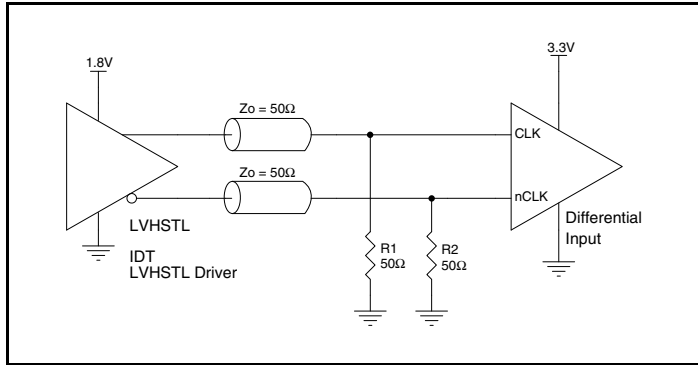 1.8V
3.3V
Zo = 50Ω
CLK
Zo = 50Ω
nCLK
LVHSTL
IDT
LVHSTL Driver
R1
50Ω
R2
50Ω
Differential
Input